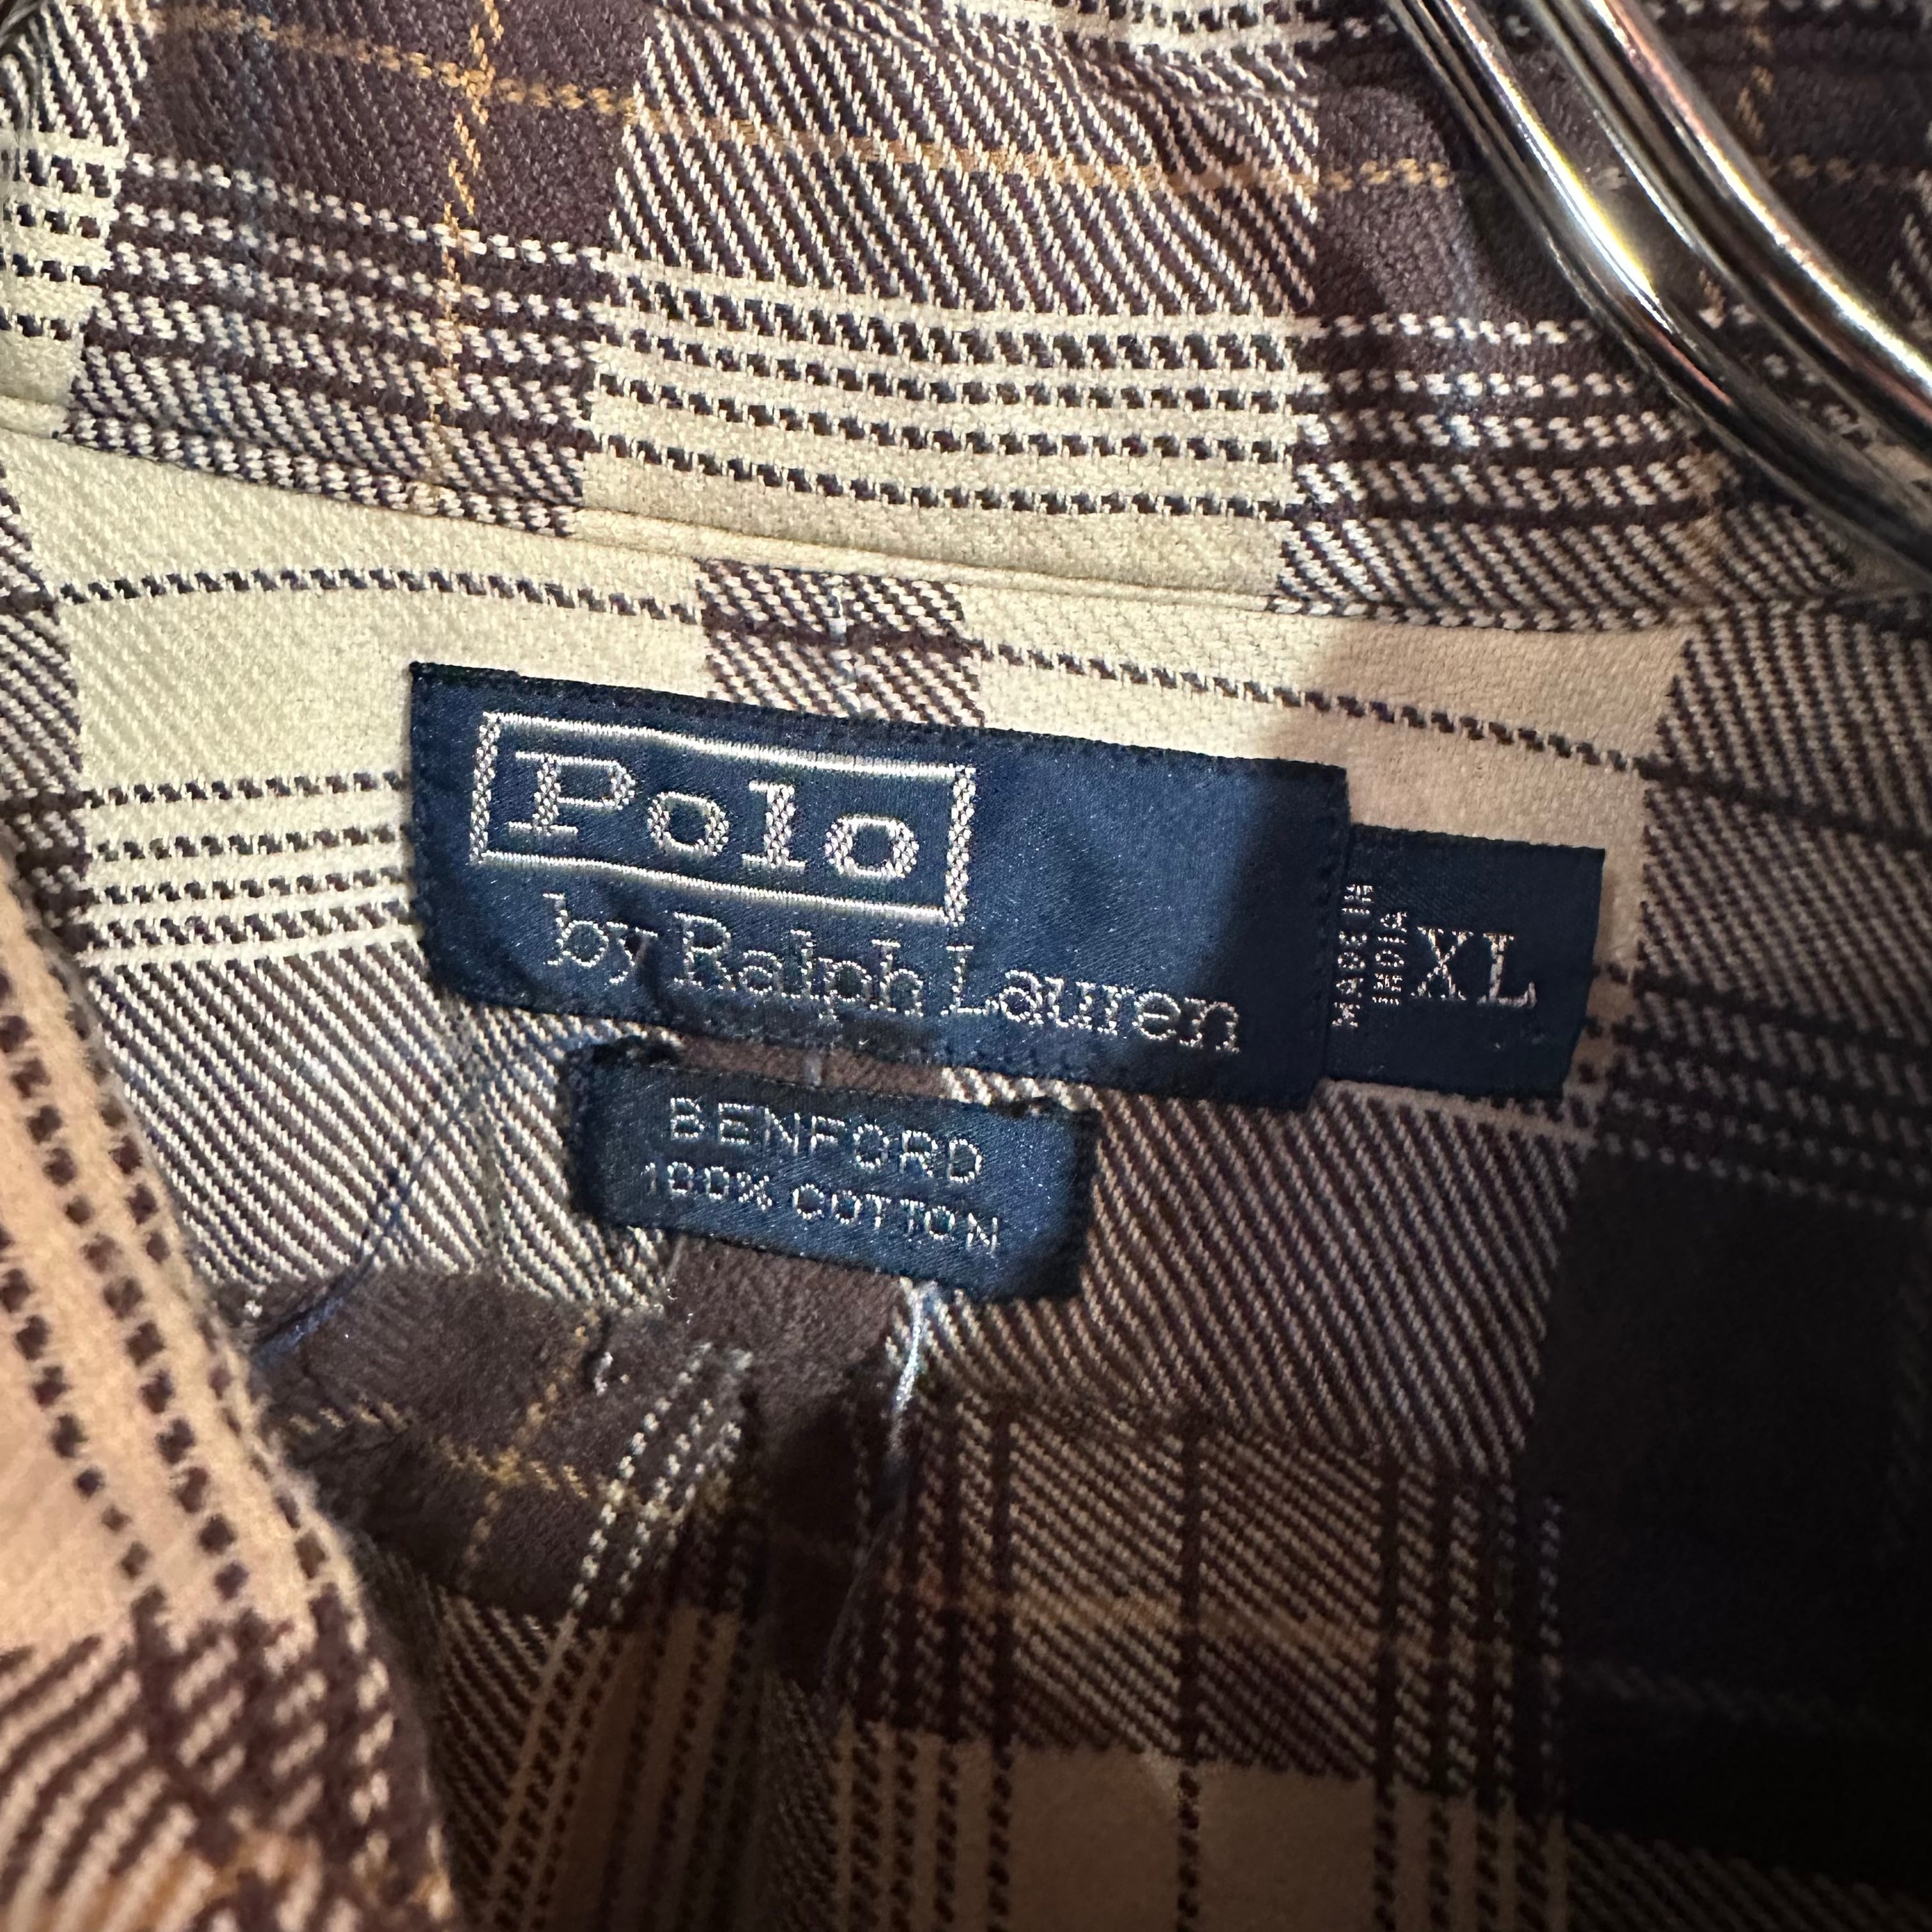 Polo
by Ralph Lauren
MADE IN
INDIA
XL
BENFORD
100% COTTON